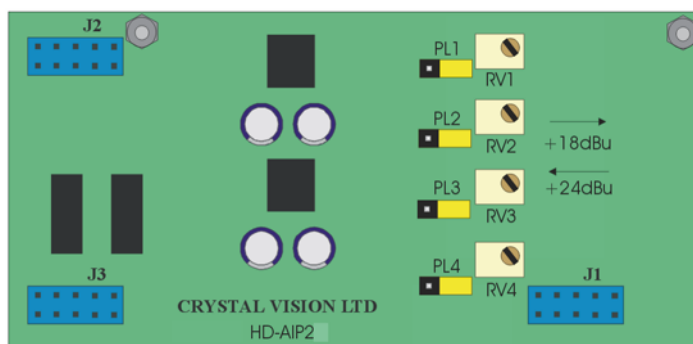 J2
PL1
RV1
PL2
RV2
+18dBu
PL3
+24dBu
RV3
J3
PL4
RV4
J1
CRYSTAL VISION LTD
HD-AIP2